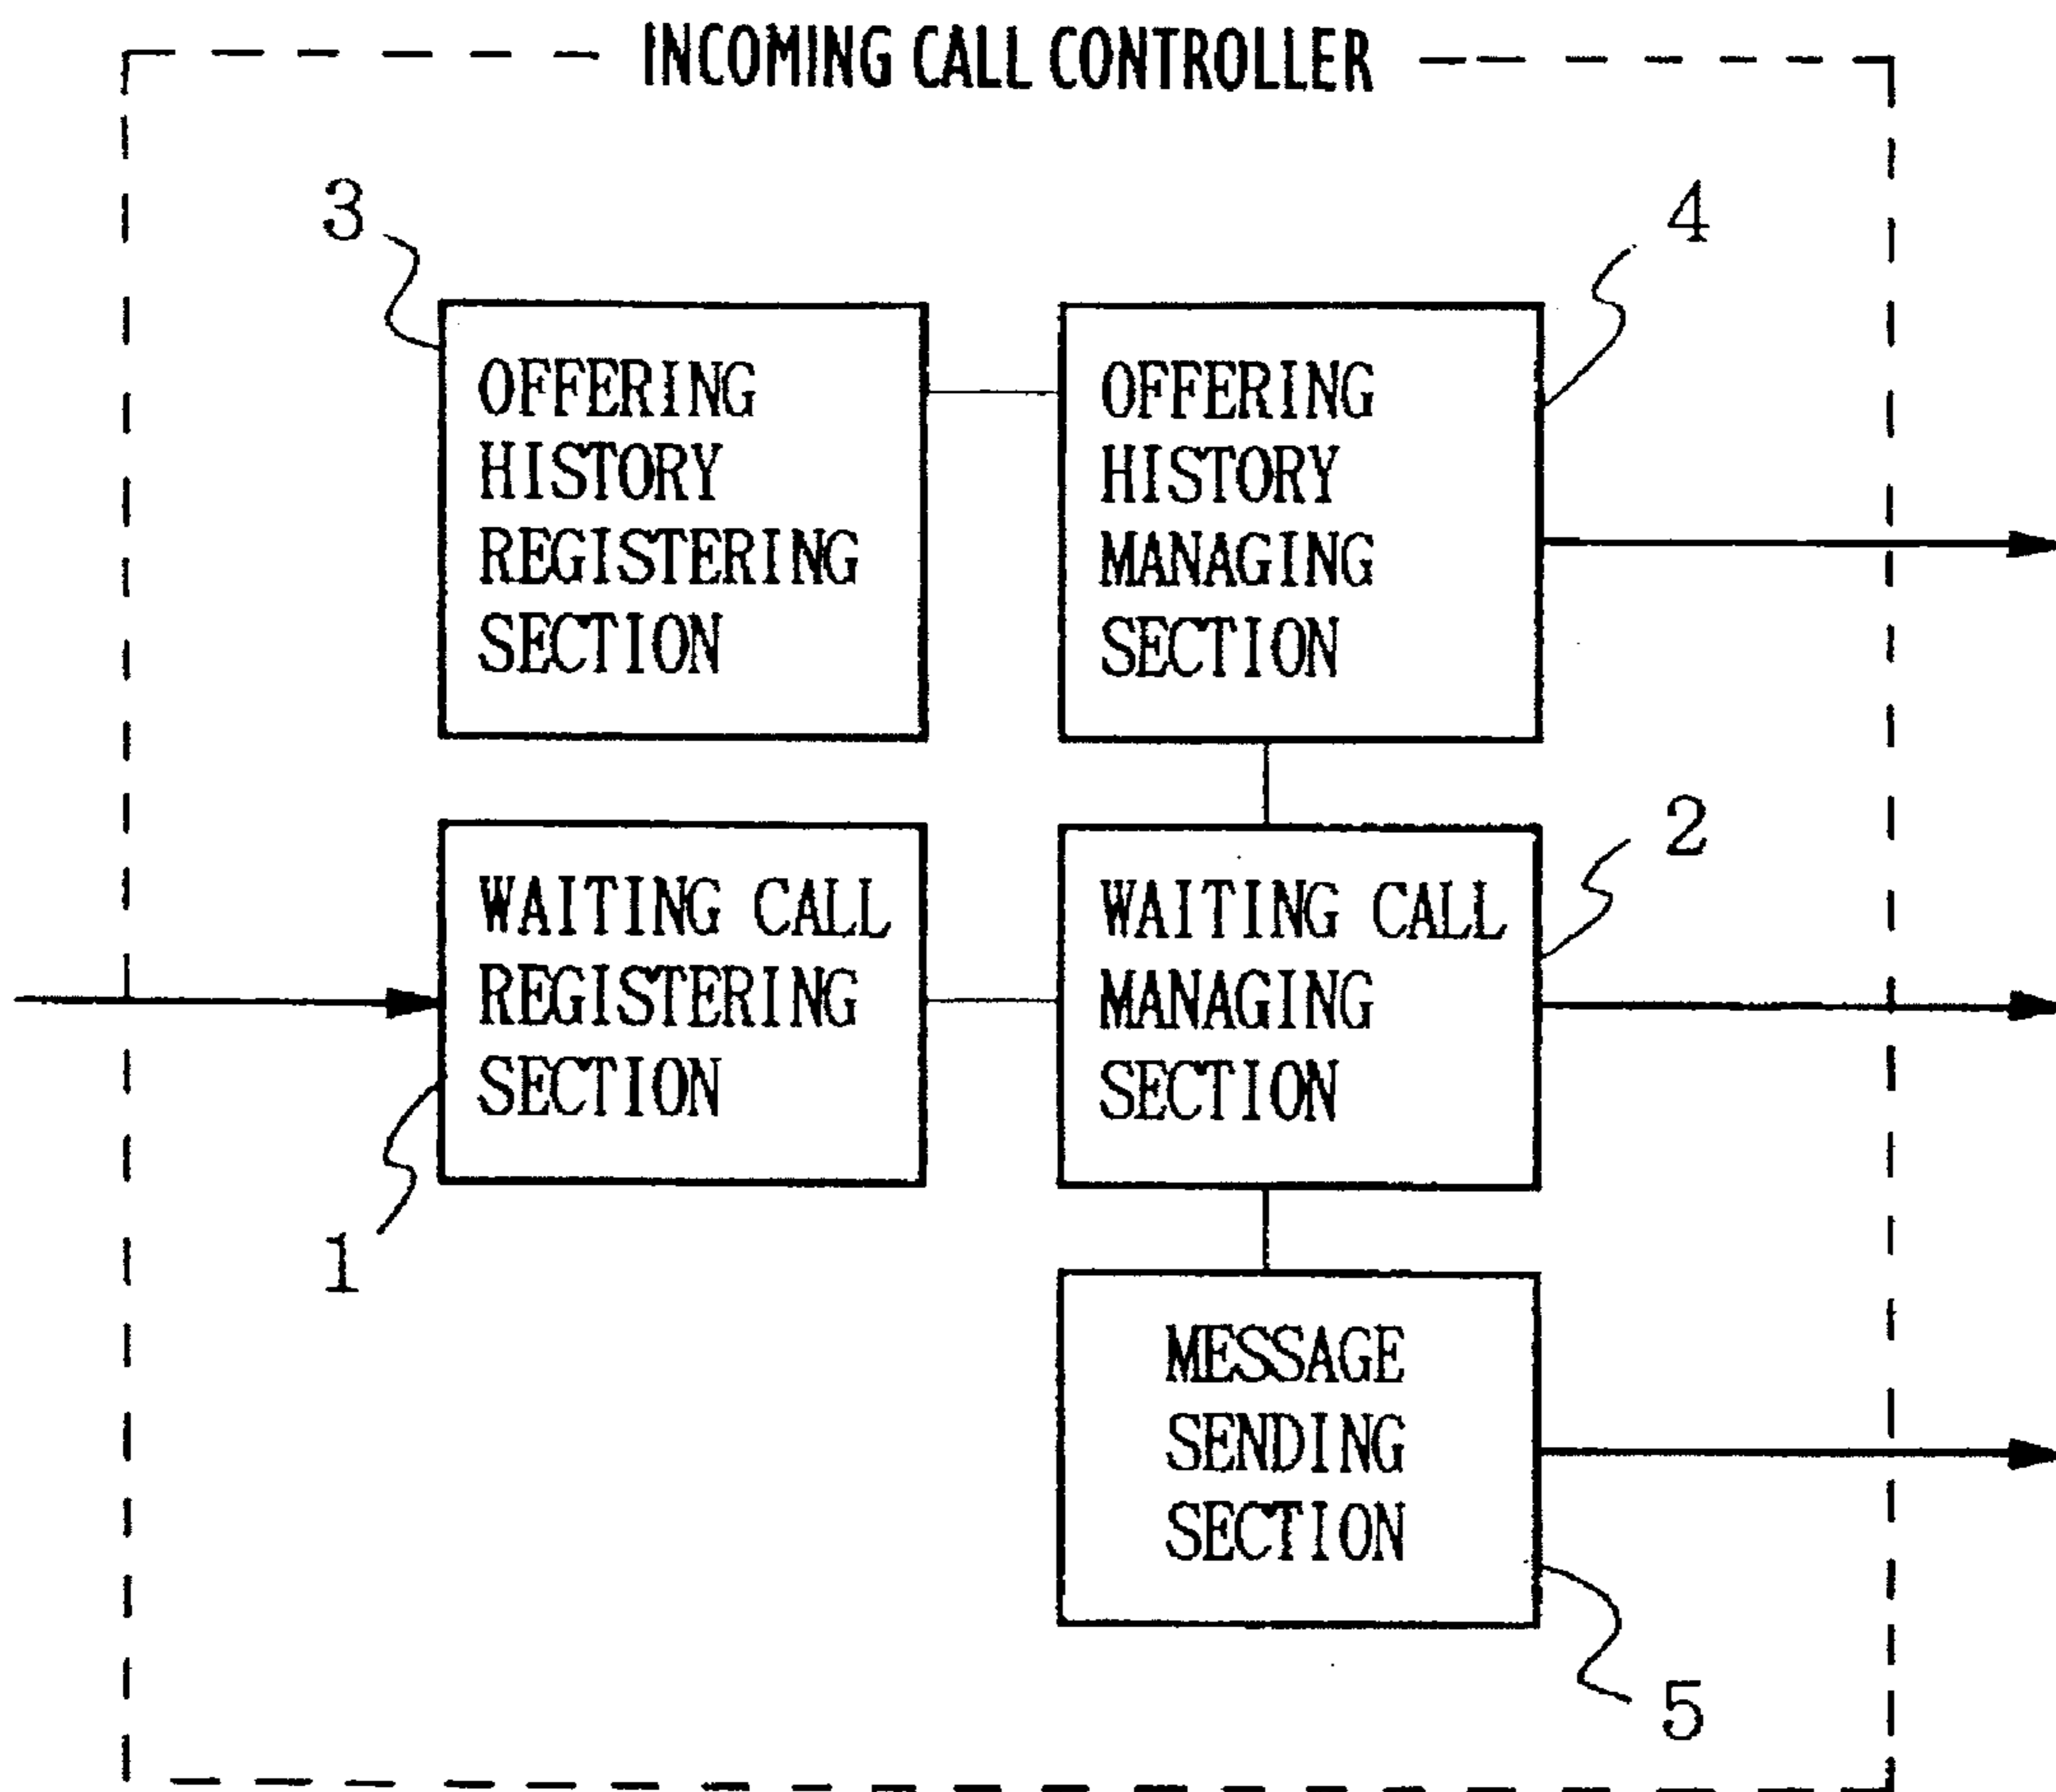 INCOMING CALL CONTROLLER
3
4
OFFERING
HISTORY
REGISTERING
SECTION
OFFERING
HISTORY
MANAGING
SECTION
2
WAITING CALL
REGISTERING
SECTION
WAITING CALL
MANAGING
SECTION
1
MESSAGE
SENDING
SECTION
5